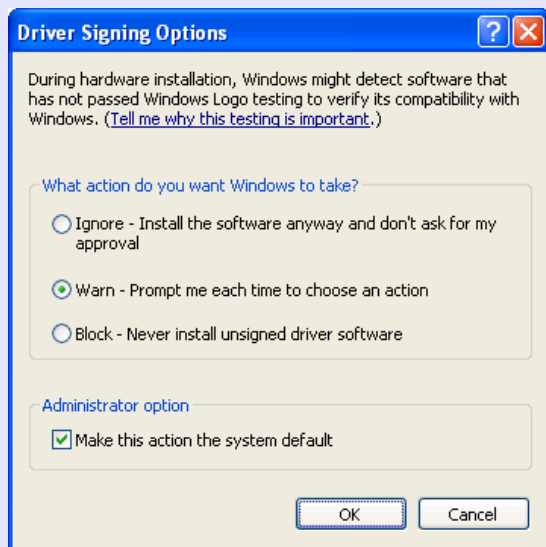 Driver Signing Options
During hardware installation, Windows might detect software that
has not passed Windows Logo testing to verify its compatibility with
Windows. (Tell me why this testing is important.)
What action do you want Windows to take?
Ignore - Install the software anyway and don't ask for my
approval
Warn - Prompt me each time to choose an action
Block - Never install unsigned driver software
Administrator option
Make this action the system default
OK Cancel